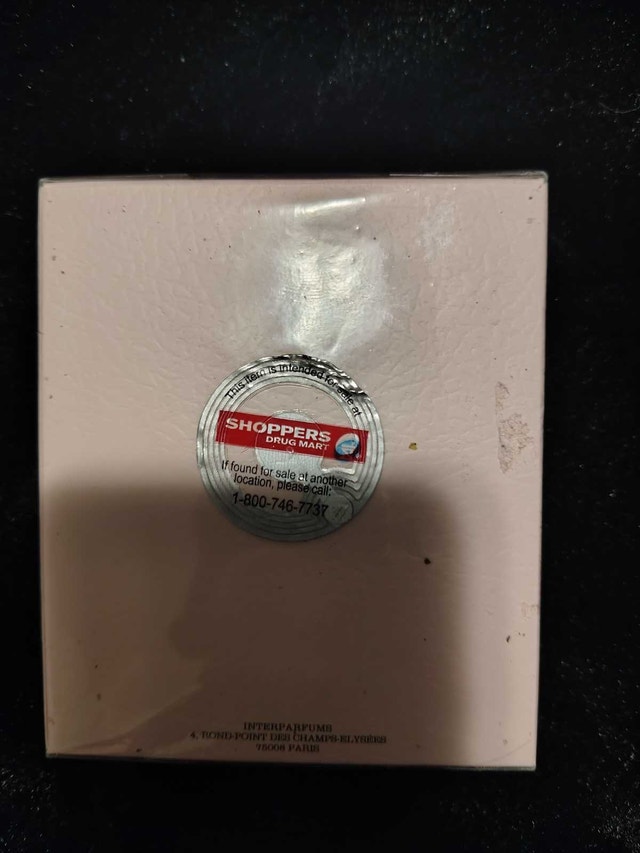 This item is intended for sale at
SHOPPERS
DRUG MART
If found for sale at another
location, please call:
1-800-746-7737
INTERPARFUMS
4, ROND-POINT DES CHAMPS-ELYSEES
75008 PARIS